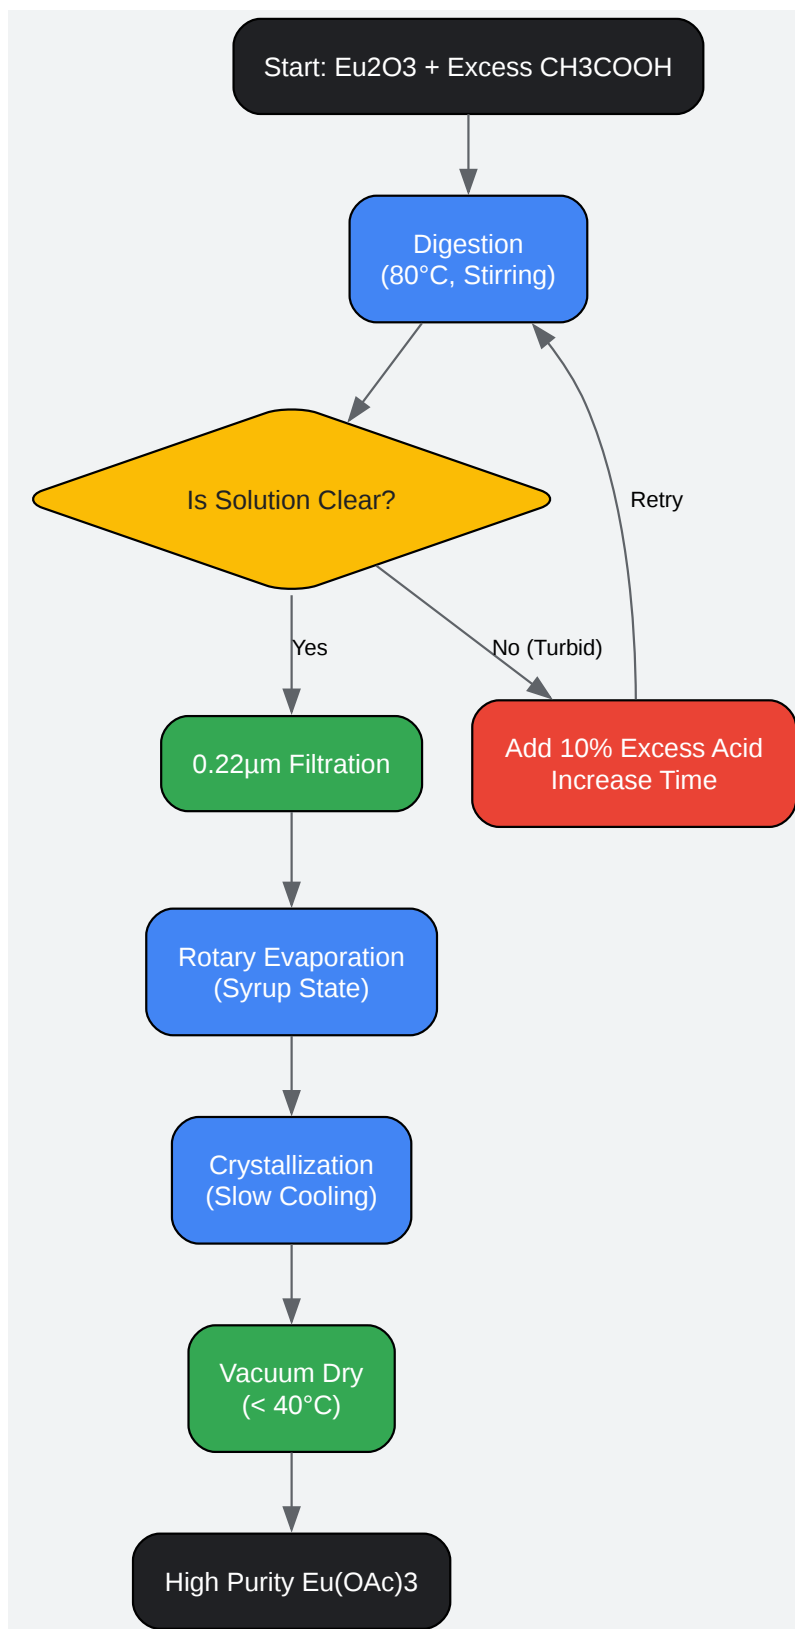 Start: Eu2O3 + Excess CH3COOH
Digestion
(80°C, Stirring)
Is Solution Clear?
Retry
Yes
No (Turbid)
0.22µm Filtration
Add 10% Excess Acid
Increase Time
Rotary Evaporation
(Syrup State)
Crystallization
(Slow Cooling)
Vacuum Dry
(< 40°C)
High Purity Eu(OAc)3